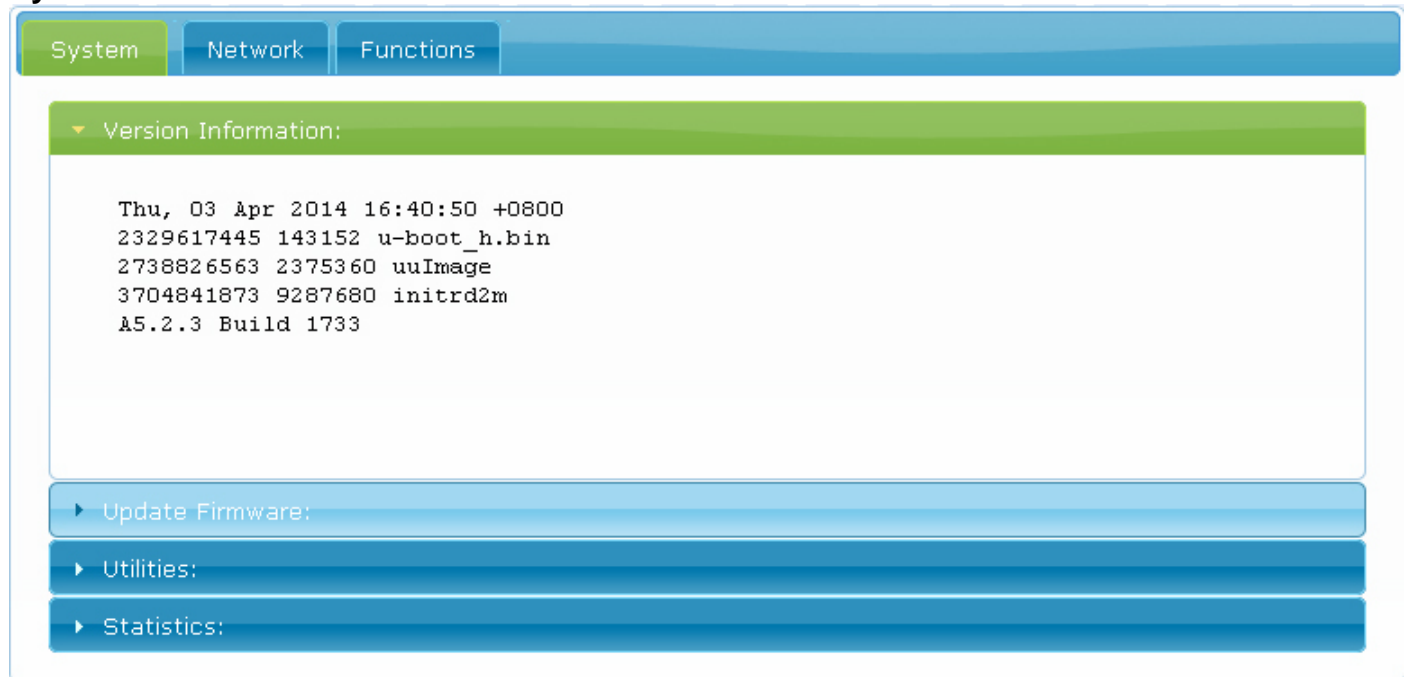 System Network Functions
Version Information:
Thu, 03 Apr 2014 16:40:50 +0800
2329617445 143152 u-boot_h.bin
2738826563 2375360 uuImage
3704841873 9287680 initrd2m
A5.2.3 Build 1733
Update Firmware:
Utilities:
Statistics: